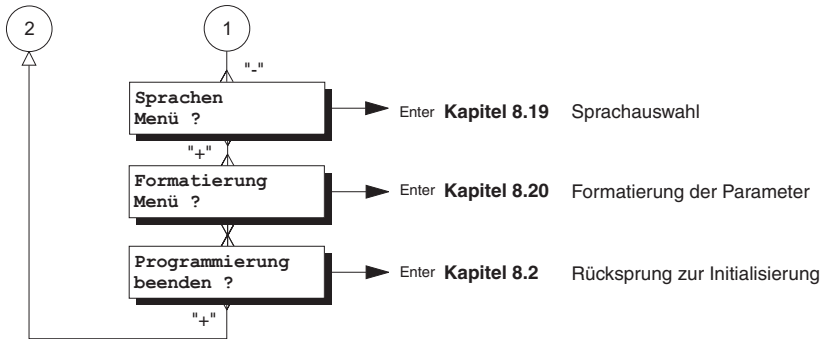 2
1
"-"
Sprachen
Menü ?
Enter Kapitel 8.19 Sprachauswahl
"+"
Formatierung
Menü ?
Enter Kapitel 8.20 Formatierung der Parameter
Programmierung
beenden ?
Enter Kapitel 8.2 Rücksprung zur Initialisierung
"+"